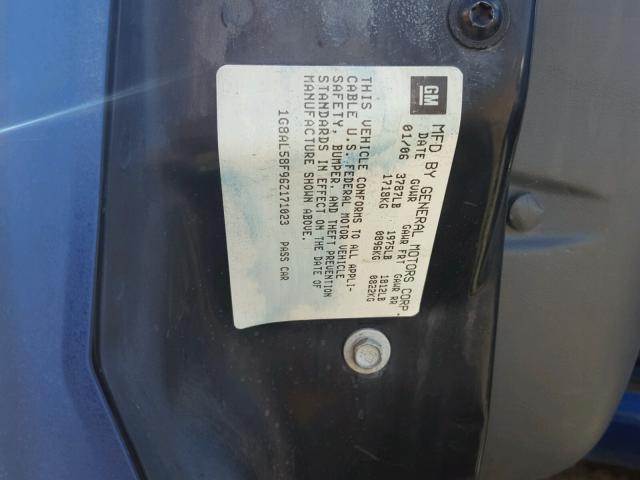 GM
MFD BY GENERAL MOTORS CORP.
DATE GVWR GAWR FRT GAWR RR
01/06 3787LB 1975LB 1812LB
1718KG 0896KG 0822KG
THIS VEHICLE CONFORMS TO ALL APPLI-
CABLE U.S. FEDERAL MOTOR VEHICLE
SAFETY, BUMPER, AND THEFT PREVENTION
STANDARDS IN EFFECT ON THE DATE OF
MANUFACTURE SHOWN ABOVE.
1G8AL58F96Z171023 PASS CAR